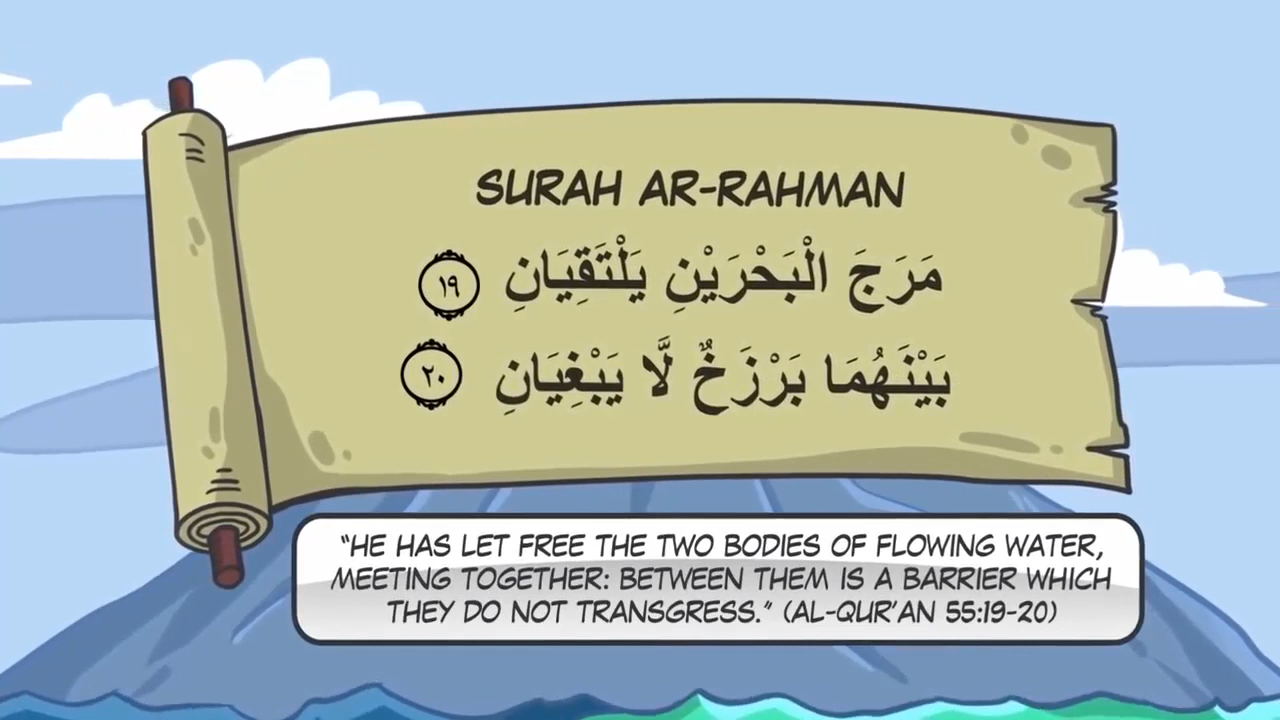 SURAH AR-RAHMAN
مَرَجَ الْبَحْرَيْنِ يَلْتَقِيَانِ ١٩
بَيْنَهُمَا بَرْزَخٌ لَّا يَبْغِيَانِ ٢٠
“HE HAS LET FREE THE TWO BODIES OF FLOWING WATER,
MEETING TOGETHER: BETWEEN THEM IS A BARRIER WHICH
THEY DO NOT TRANSGRESS.” (AL-QUR’AN 55:19-20)